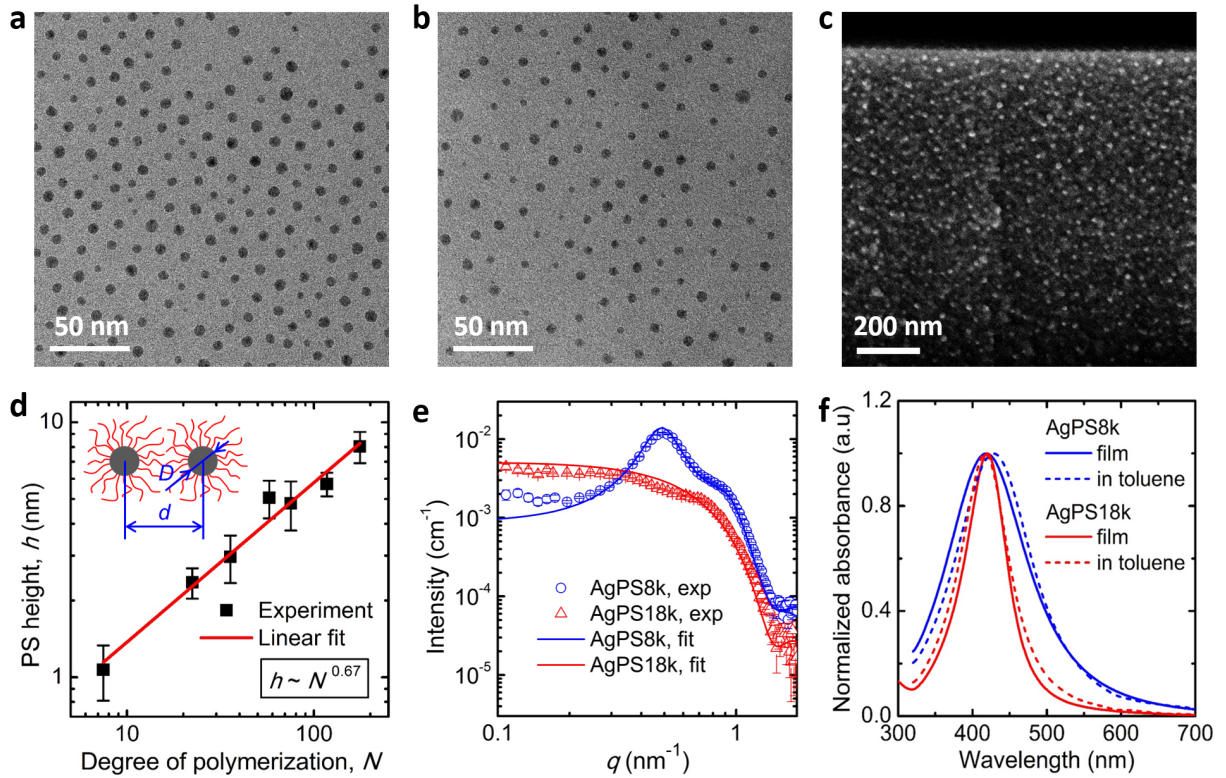 a
50 nm
b
50 nm
c
200 nm
d
10
1
PS height, h (nm)
D
d
Experiment
Linear fit
h ~ N^0.67
10
100
Degree of polymerization, N
e
10^-2
10^-3
10^-4
10^-5
Intensity (cm^-1)
AgPS8k, exp
AgPS18k, exp
AgPS8k, fit
AgPS18k, fit
0.1
1
q (nm^-1)
f
1.2
0.8
0.4
0.0
Normalized absorbance (a.u)
AgPS8k
film
in toluene
AgPS18k
film
in toluene
300 400 500 600 700
Wavelength (nm)